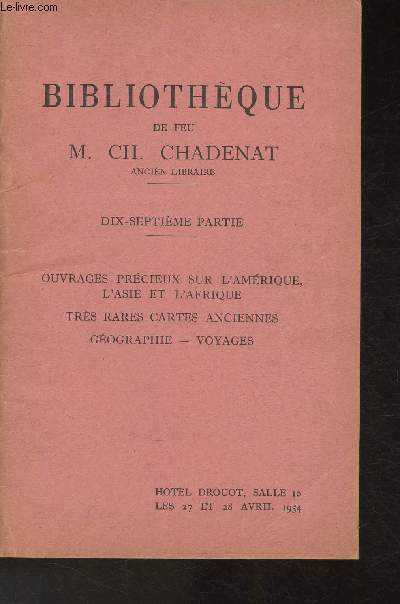 Le-livre.com
BIBLIOTHÈQUE
DE FEU
M. CH. CHADENAT
ANCIEN LIBRAIRE
DIX-SEPTIÈME PARTIE
OUVRAGES PRÉCIEUX SUR L'AMÉRIQUE,
L'ASIE ET L'AFRIQUE
TRÈS RARES CARTES ANCIENNES
GÉOGRAPHIE — VOYAGES
HOTEL DROUOT, SALLE 10
LES 27 ET 28 AVRIL 1954